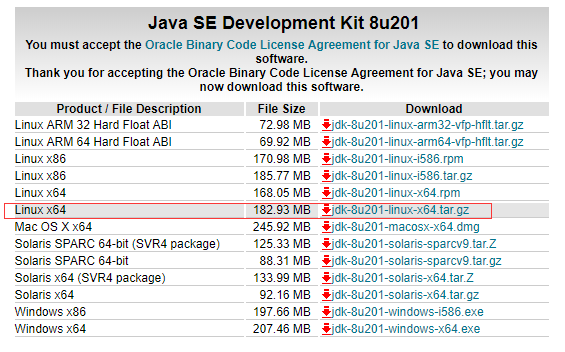 Java SE Development Kit 8u201
You must accept the Oracle Binary Code License Agreement for Java SE to download this
software.
Thank you for accepting the Oracle Binary Code License Agreement for Java SE; you may
now download this software.
Product / File Description File Size Download
Linux ARM 32 Hard Float ABI 72.98 MB jdk-8u201-linux-arm32-vfp-hflt.tar.gz
Linux ARM 64 Hard Float ABI 69.92 MB jdk-8u201-linux-arm64-vfp-hflt.tar.gz
Linux x86 170.98 MB jdk-8u201-linux-i586.rpm
Linux x86 185.77 MB jdk-8u201-linux-i586.tar.gz
Linux x64 168.05 MB jdk-8u201-linux-x64.rpm
Linux x64 182.93 MB jdk-8u201-linux-x64.tar.gz
Mac OS X x64 245.92 MB jdk-8u201-macosx-x64.dmg
Solaris SPARC 64-bit (SVR4 package) 125.33 MB jdk-8u201-solaris-sparcv9.tar.Z
Solaris SPARC 64-bit 88.31 MB jdk-8u201-solaris-sparcv9.tar.gz
Solaris x64 (SVR4 package) 133.99 MB jdk-8u201-solaris-x64.tar.Z
Solaris x64 92.16 MB jdk-8u201-solaris-x64.tar.gz
Windows x86 197.66 MB jdk-8u201-windows-i586.exe
Windows x64 207.46 MB jdk-8u201-windows-x64.exe